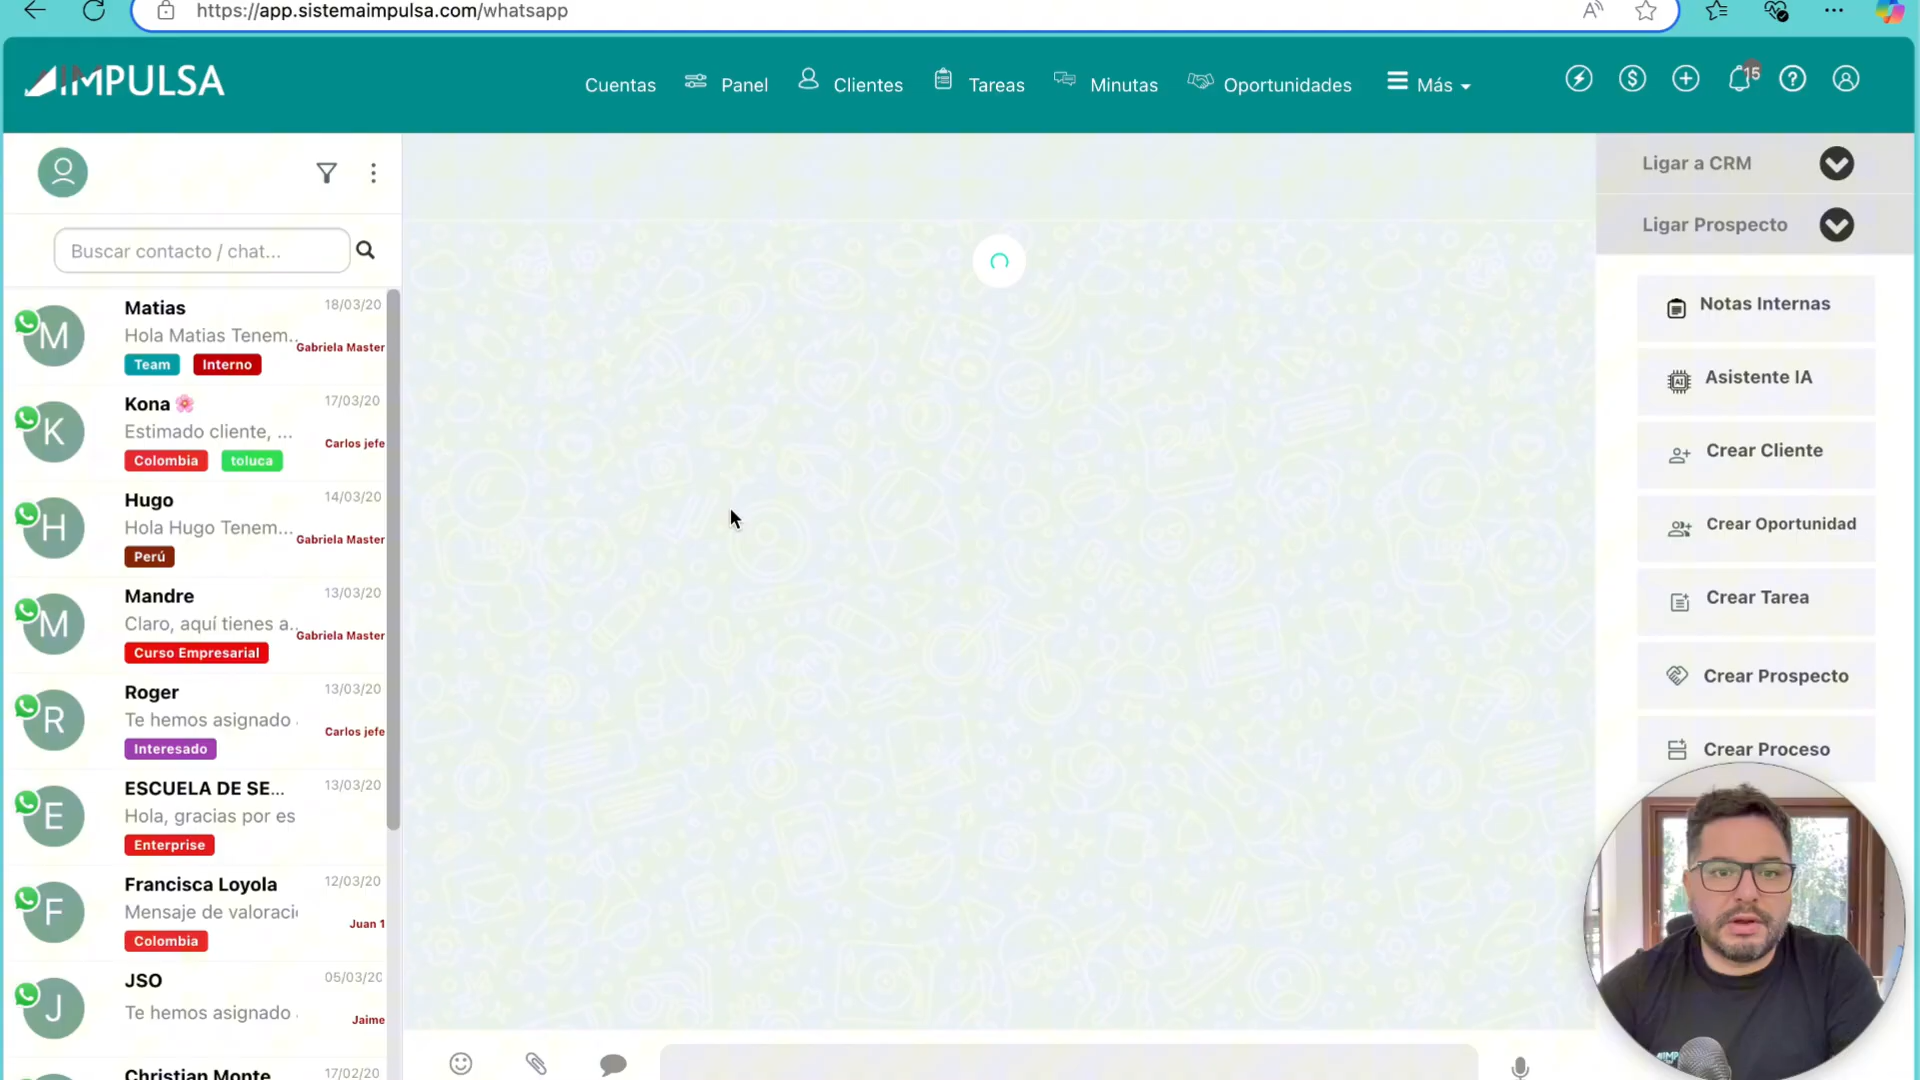 https://app.sistemaimpulsa.com/whatsapp
IMPULSA
Cuentas
Panel
Clientes
Tareas
Minutas
Oportunidades
Más
15
Buscar contacto / chat...
Matias
18/03/20
Hola Matias Tenem...
Gabriela Master
Team
Interno
Kona
17/03/20
Estimado cliente, ...
Carlos jefe
Colombia
toluca
Hugo
14/03/20
Hola Hugo Tenem...
Gabriela Master
Perú
Mandre
13/03/20
Claro, aquí tienes a..
Gabriela Master
Curso Empresarial
Roger
13/03/20
Te hemos asignado
Carlos jefe
Interesado
ESCUELA DE SE...
13/03/20
Hola, gracias por es
Enterprise
Francisca Loyola
12/03/20
Mensaje de valoraci
Juan 1
Colombia
JSO
05/03/20
Te hemos asignado
Jaime
Christian Monte
17/02/20
Ligar a CRM
Ligar Prospecto
Notas Internas
Asistente IA
Crear Cliente
Crear Oportunidad
Crear Tarea
Crear Prospecto
Crear Proceso